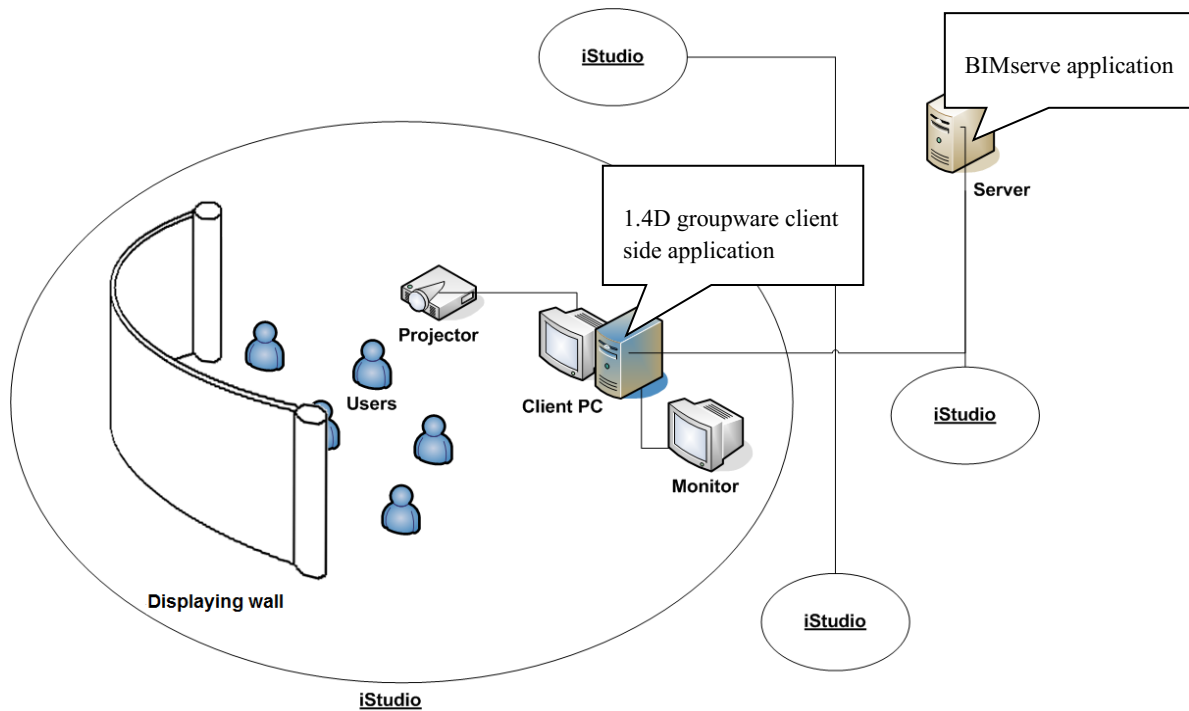 iStudio
BIMserve application
Server
1.4D groupware client
side application
Projector
Users
Client PC
iStudio
Monitor
Displaying wall
iStudio
iStudio